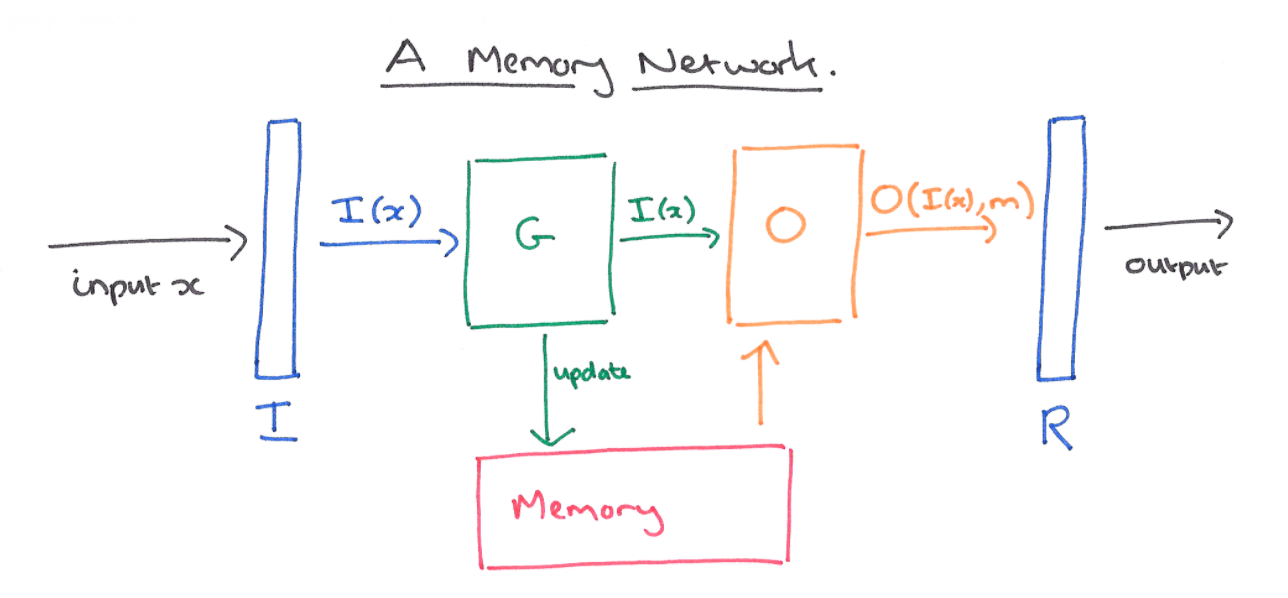 A Memory Network.
I(x)
G
I(x)
O
O(I(x),m)
input x
output
update
I
R
Memory